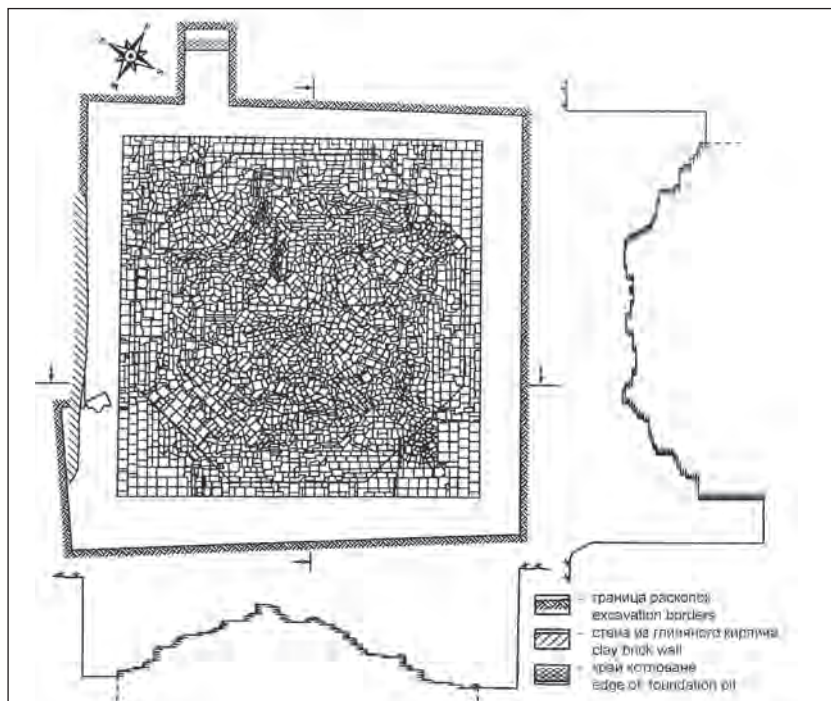 – граница раскопа
excavation borders
– стена из глиняного кирпича
clay brick wall
– край котлована
edge of foundation pit